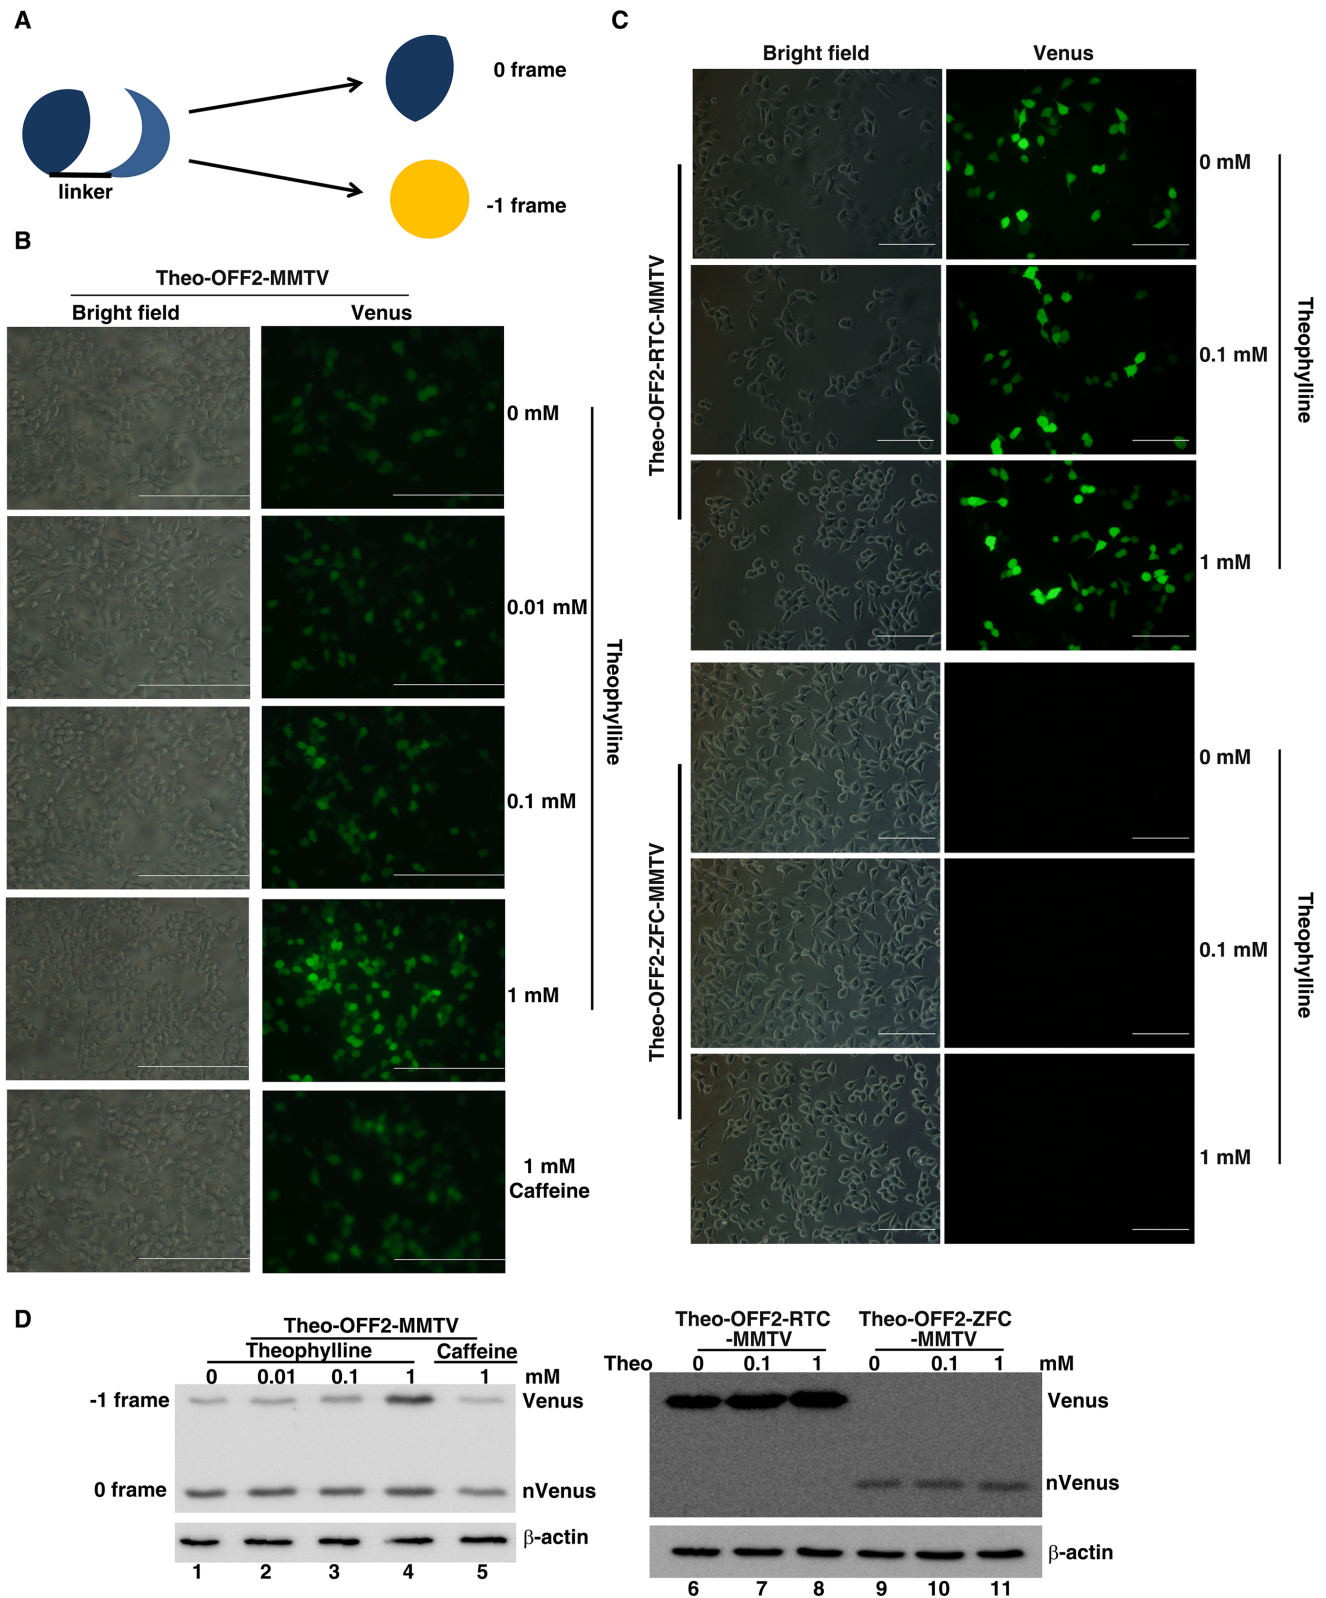 A
0 frame
linker
-1 frame
B
Theo-OFF2-MMTV
Bright field
Venus
0 mM
0.01 mM
0.1 mM
1 mM
1 mM
Caffeine
Theophylline
C
Bright field
Venus
Theo-OFF2-RTC-MMTV
0 mM
0.1 mM
1 mM
Theophylline
Theo-OFF2-ZFC-MMTV
0 mM
0.1 mM
1 mM
Theophylline
D
Theo-OFF2-MMTV
Theophylline Caffeine
0 0.01 0.1 1 1 mM
-1 frame Venus
0 frame nVenus
β-actin
1 2 3 4 5
Theo-OFF2-RTC Theo-OFF2-ZFC
-MMTV -MMTV
Theo 0 0.1 1 0 0.1 1 mM
Venus
nVenus
β-actin
6 7 8 9 10 11